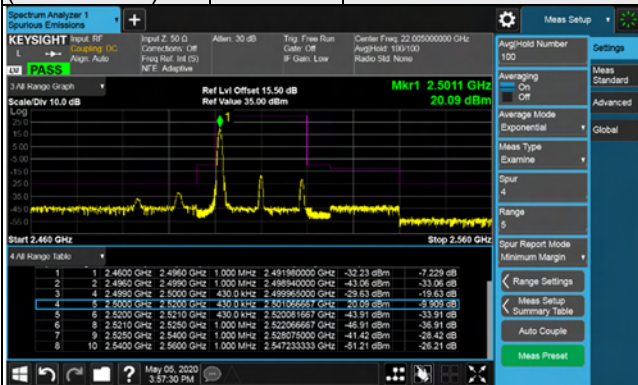 Spectrum Analyzer 1
Spurious Emissions
Meas Setup
KEYSIGHT Input: RF
Coupling: DC
Align: Auto
Input Z: 50 Ω
Corrections: Off
Freq Ref: Int (S)
NFE: Adaptive
Atten: 30 dB
Trig: Free Run
Gate: Off
IF Gain: Low
Center Freq: 22.005000000 GHz
Avg|Hold: 100/100
Radio Std: None
L
PASS
3 All Range Graph
Scale/Div 10.0 dB
Ref Lvl Offset 15.50 dB
Ref Value 35.00 dBm
Mkr1 2.5011 GHz
20.09 dBm
Log
25.0
15.0
5.00
-5.00
-15.0
-25.0
-35.0
-45.0
-55.0
1
Start 2.460 GHz
Stop 2.560 GHz
4 All Range Table
1 1 2.4600 GHz 2.4960 GHz 1.000 MHz 2.491980000 GHz -32.23 dBm -7.229 dB
2 2 2.4960 GHz 2.4990 GHz 1.000 MHz 2.498940000 GHz -43.06 dBm -33.06 dB
3 4 2.4990 GHz 2.5000 GHz 430.0 kHz 2.499965000 GHz -29.63 dBm -19.63 dB
4 5 2.5000 GHz 2.5200 GHz 430.0 kHz 2.501066667 GHz 20.09 dBm -9.909 dB
5 6 2.5200 GHz 2.5210 GHz 430.0 kHz 2.520081667 GHz -43.91 dBm -33.91 dB
6 8 2.5210 GHz 2.5250 GHz 1.000 MHz 2.522066667 GHz -46.91 dBm -36.91 dB
7 9 2.5250 GHz 2.5400 GHz 1.000 MHz 2.528075000 GHz -41.42 dBm -28.42 dB
8 10 2.5400 GHz 2.5600 GHz 1.000 MHz 2.547233333 GHz -51.21 dBm -26.21 dB
Avg|Hold Number
100
Averaging
On
Off
Average Mode
Exponential
Meas Type
Examine
Spur
4
Range
5
Spur Report Mode
Minimum Margin
Range Settings
Meas Setup
Summary Table
Auto Couple
Meas Preset
Settings
Meas
Standard
Advanced
Global
May 05, 2020
3:57:30 PM